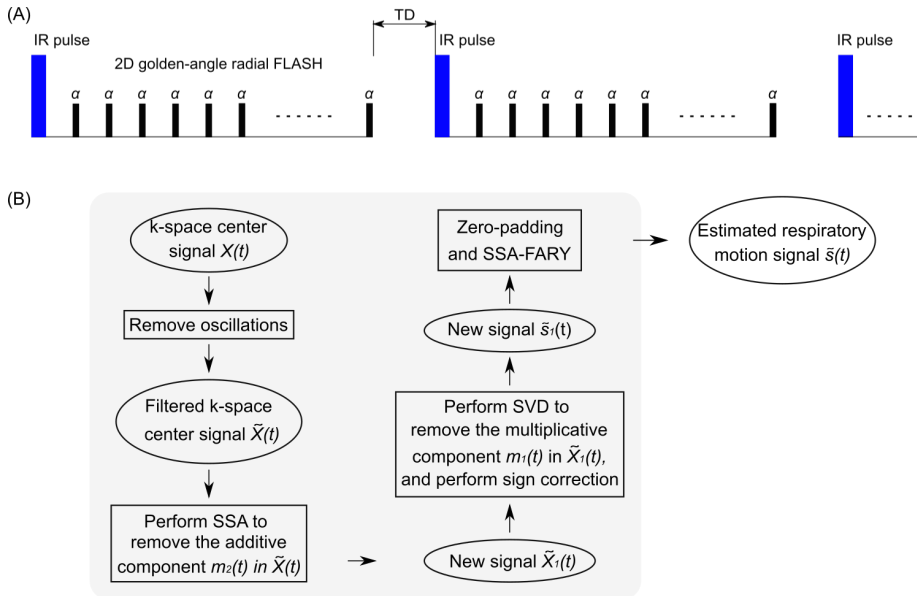 (A)
TD
IR pulse
IR pulse
IR pulse
2D golden-angle radial FLASH
α α α α α α - - - - - - α
α α α α α α - - - - - - α
- - - - -
(B)
k-space center
signal X(t)
Remove oscillations
Filtered k-space
center signal X̃(t)
Perform SSA to
remove the additive
component m₂(t) in X̃(t)
New signal X̃₁(t)
Perform SVD to
remove the multiplicative
component m₁(t) in X̃₁(t),
and perform sign correction
New signal s̃₁(t)
Zero-padding
and SSA-FARY
Estimated respiratory
motion signal s̃(t)